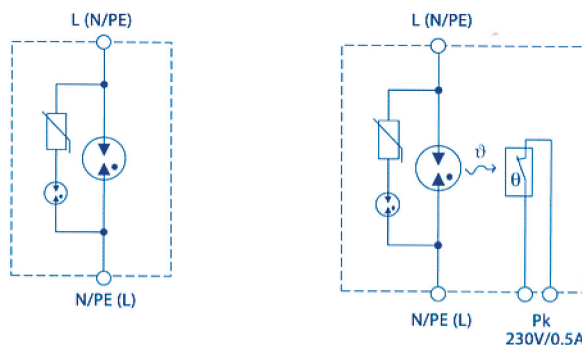 L (N/PE)
N/PE (L)
L (N/PE)
ϑ
θ
N/PE (L)
Pk
230V/0.5A